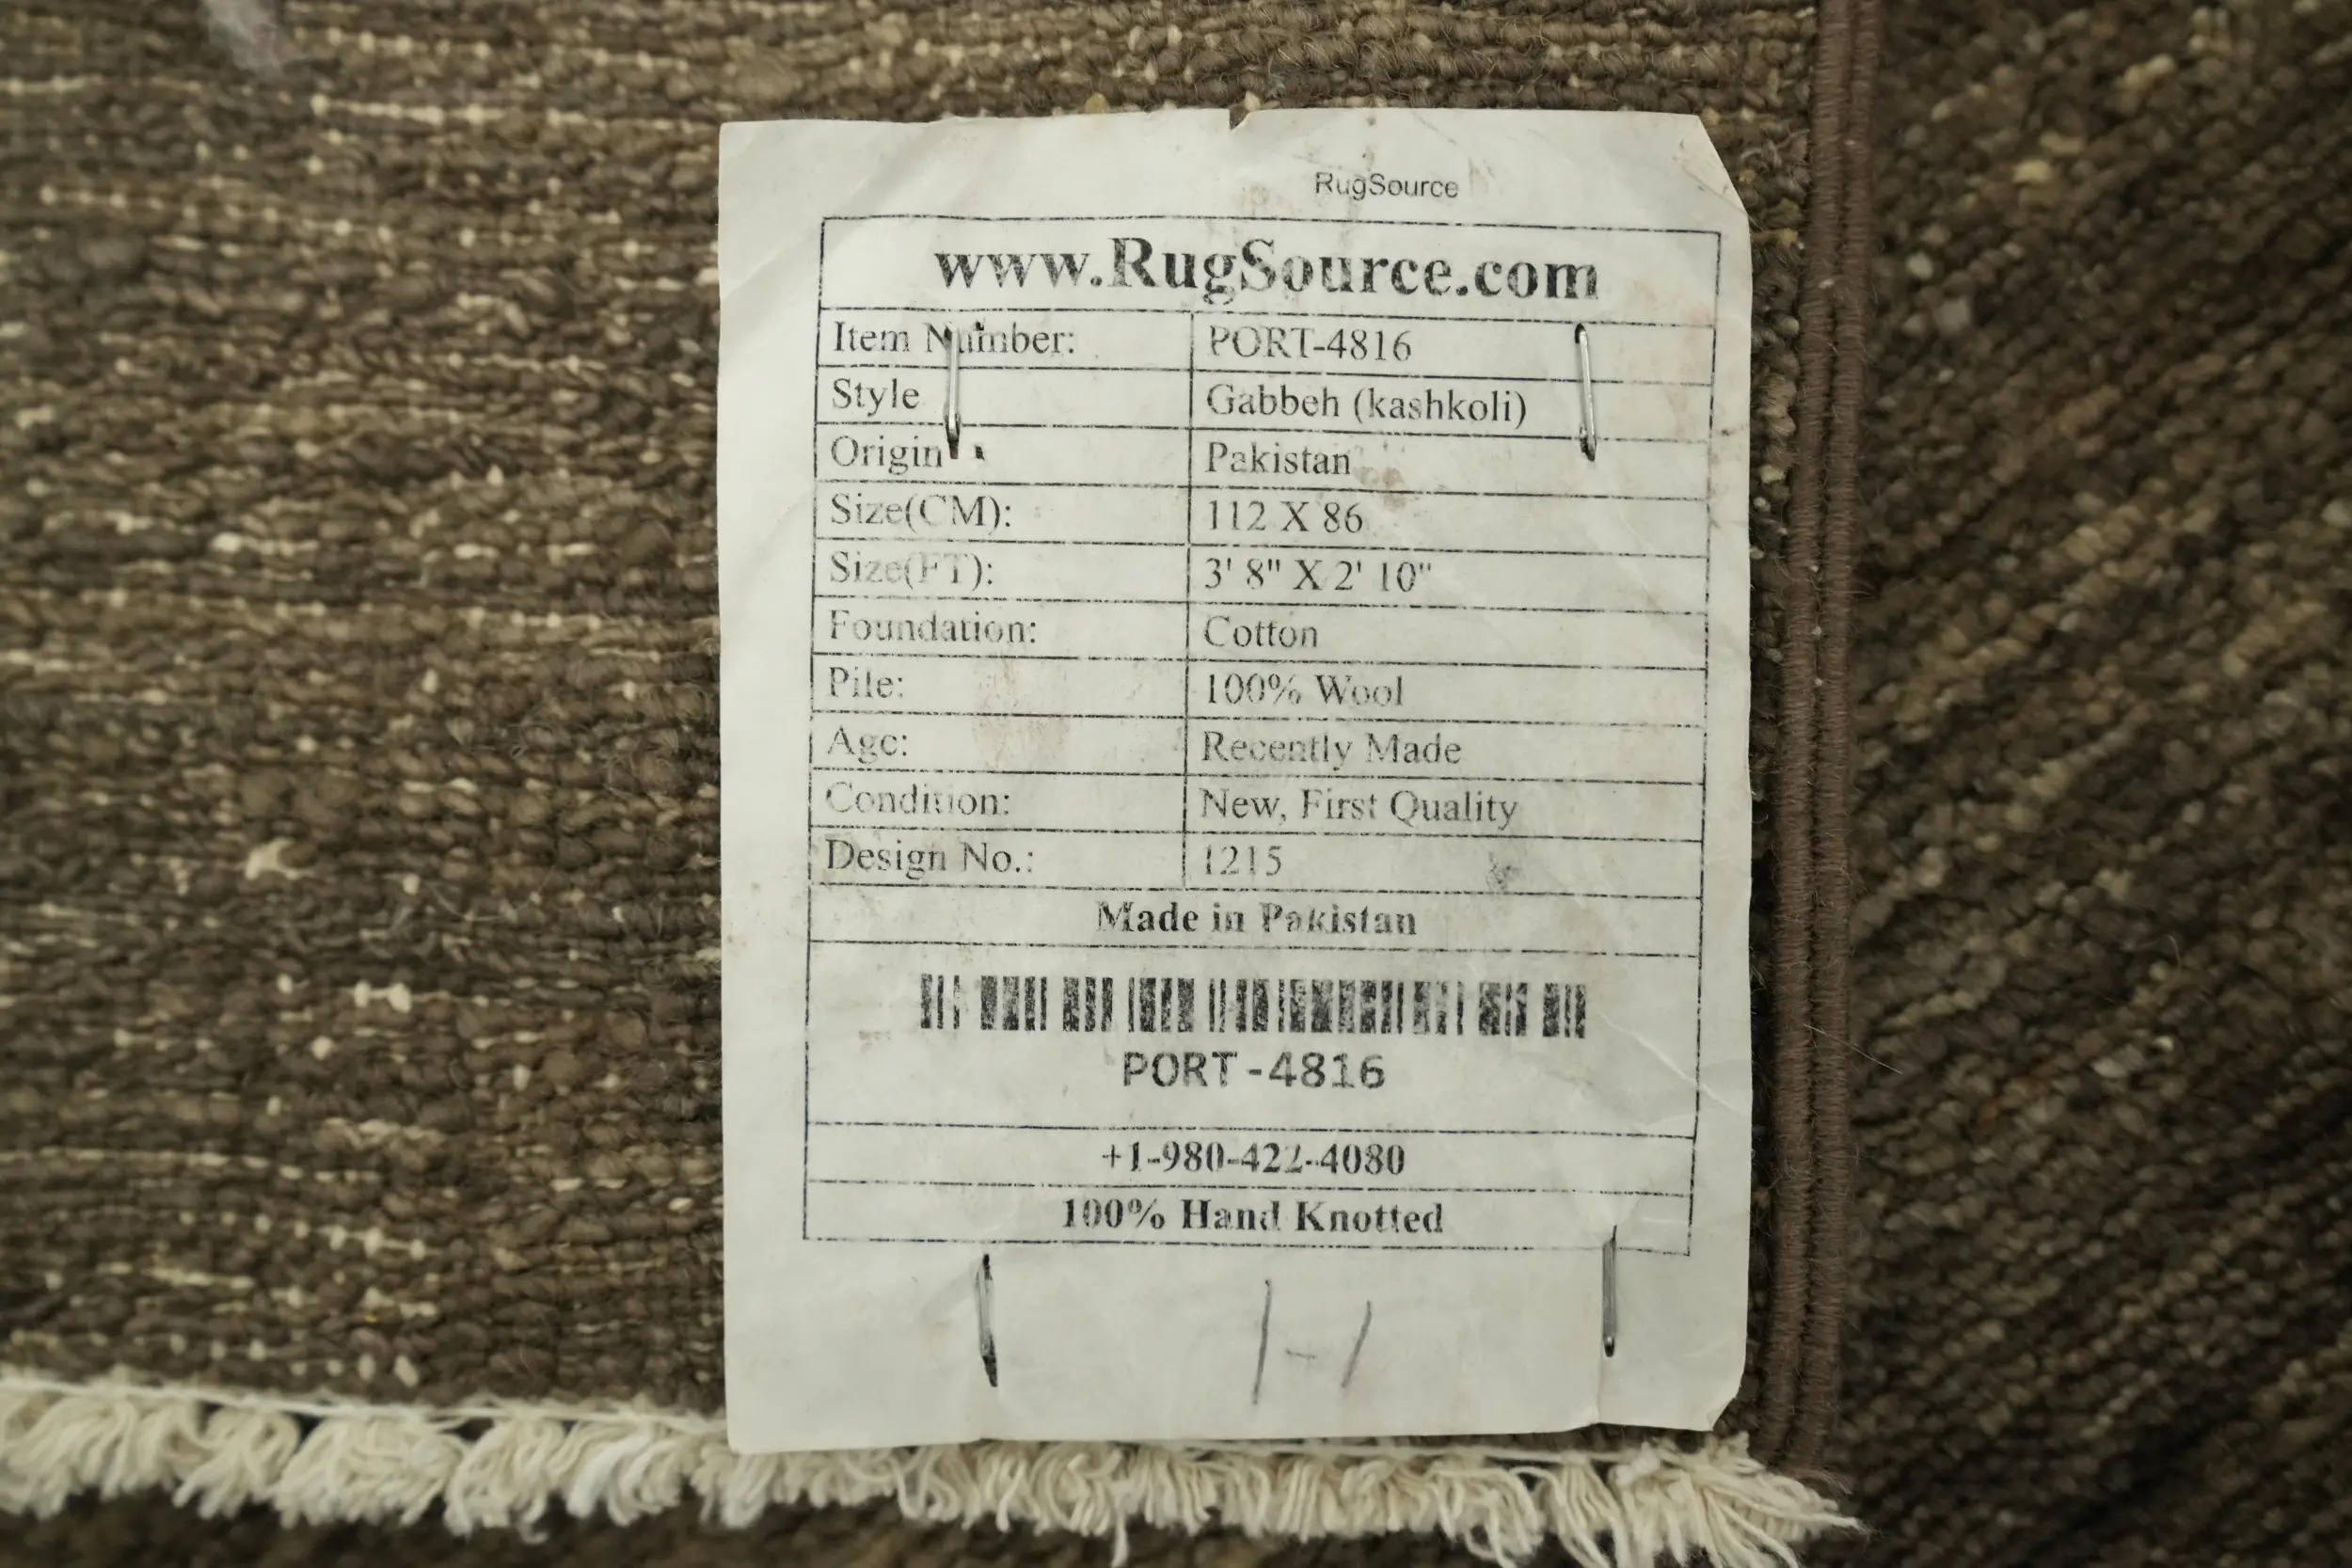 RugSource
www.RugSource.com
Item Number: PORT-4816
Style Gabbeh (kashkoli)
Origin Pakistan
Size(CM): 112 X 86
Size(FT): 3' 8" X 2' 10"
Foundation: Cotton
Pile: 100% Wool
Age: Recently Made
Condition: New, First Quality
Design No.: 1215
Made in Pakistan
PORT-4816
+1-980-422-4080
100% Hand Knotted
1-1